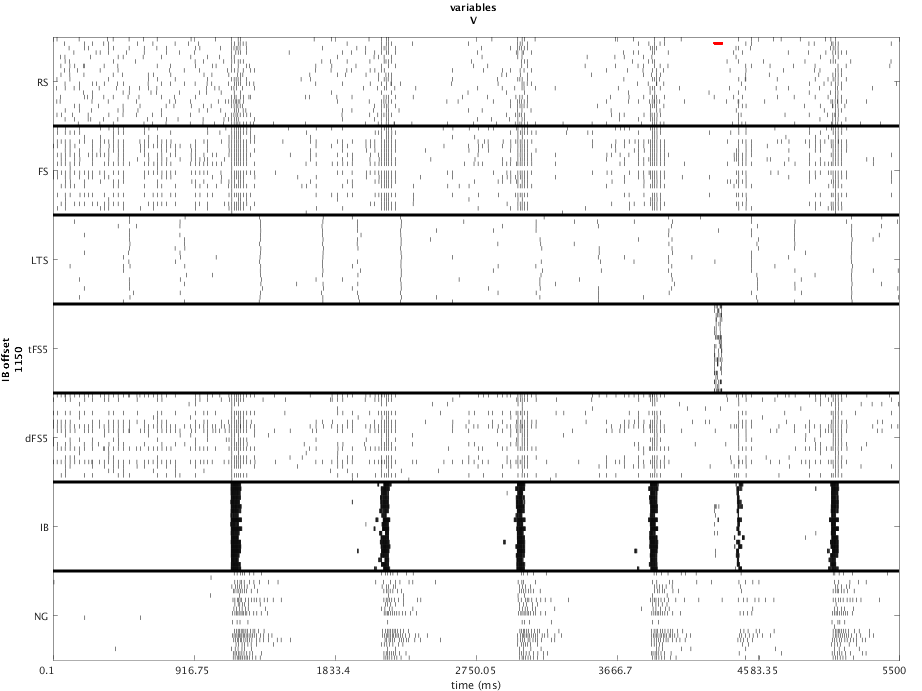 variables
V
RS
FS
LTS
IB offset
1150
tFS5
dFS5
IB
NG
0.1
916.75
1833.4
2750.05
3666.7
4583.35
5500
time (ms)